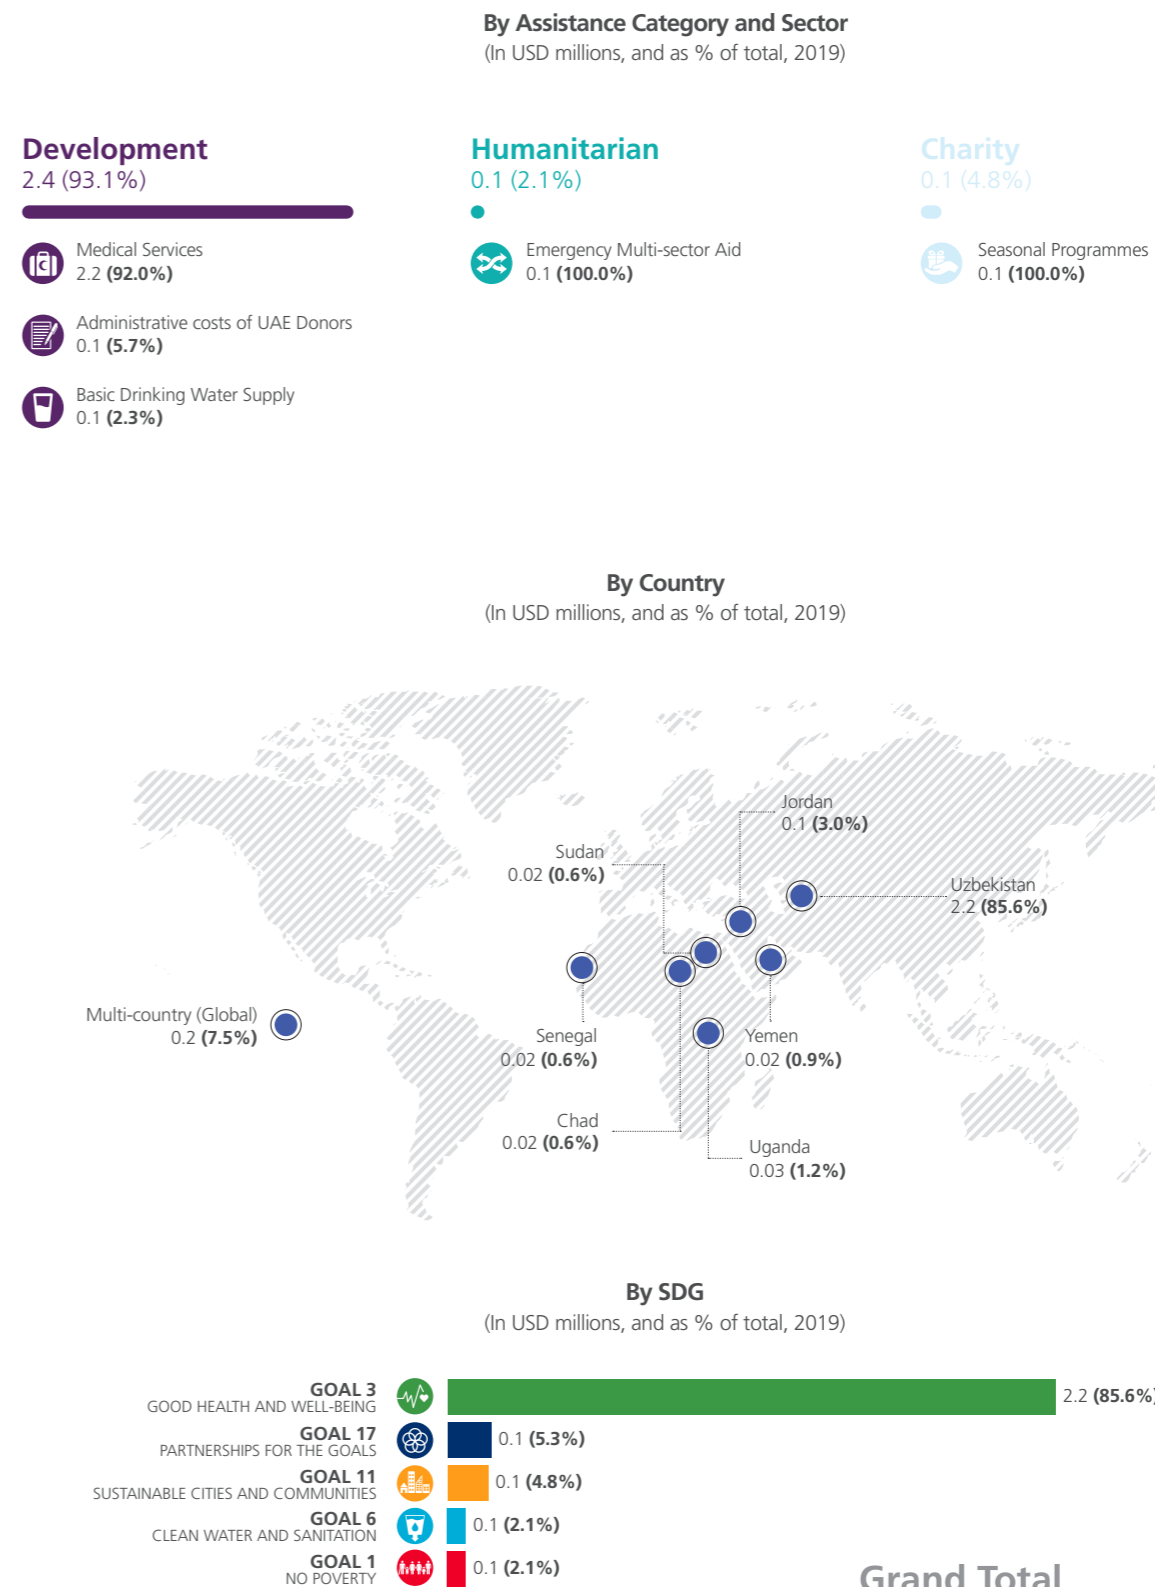 By Assistance Category and Sector
(In USD millions, and as % of total, 2019)
Development
2.4 (93.1%)
Medical Services
2.2 (92.0%)
Administrative costs of UAE Donors
0.1 (5.7%)
Basic Drinking Water Supply
0.1 (2.3%)
Humanitarian
0.1 (2.1%)
Emergency Multi-sector Aid
0.1 (100.0%)
Charity
0.1 (4.8%)
Seasonal Programmes
0.1 (100.0%)
By Country
(In USD millions, and as % of total, 2019)
Jordan
0.1 (3.0%)
Sudan
0.02 (0.6%)
Uzbekistan
2.2 (85.6%)
Multi-country (Global)
0.2 (7.5%)
Senegal
0.02 (0.6%)
Yemen
0.02 (0.9%)
Chad
0.02 (0.6%)
Uganda
0.03 (1.2%)
By SDG
(In USD millions, and as % of total, 2019)
GOAL 3
GOOD HEALTH AND WELL-BEING
2.2 (85.6%)
GOAL 17
PARTNERSHIPS FOR THE GOALS
0.1 (5.3%)
GOAL 11
SUSTAINABLE CITIES AND COMMUNITIES
0.1 (4.8%)
GOAL 6
CLEAN WATER AND SANITATION
0.1 (2.1%)
GOAL 1
NO POVERTY
0.1 (2.1%)
Grand Total